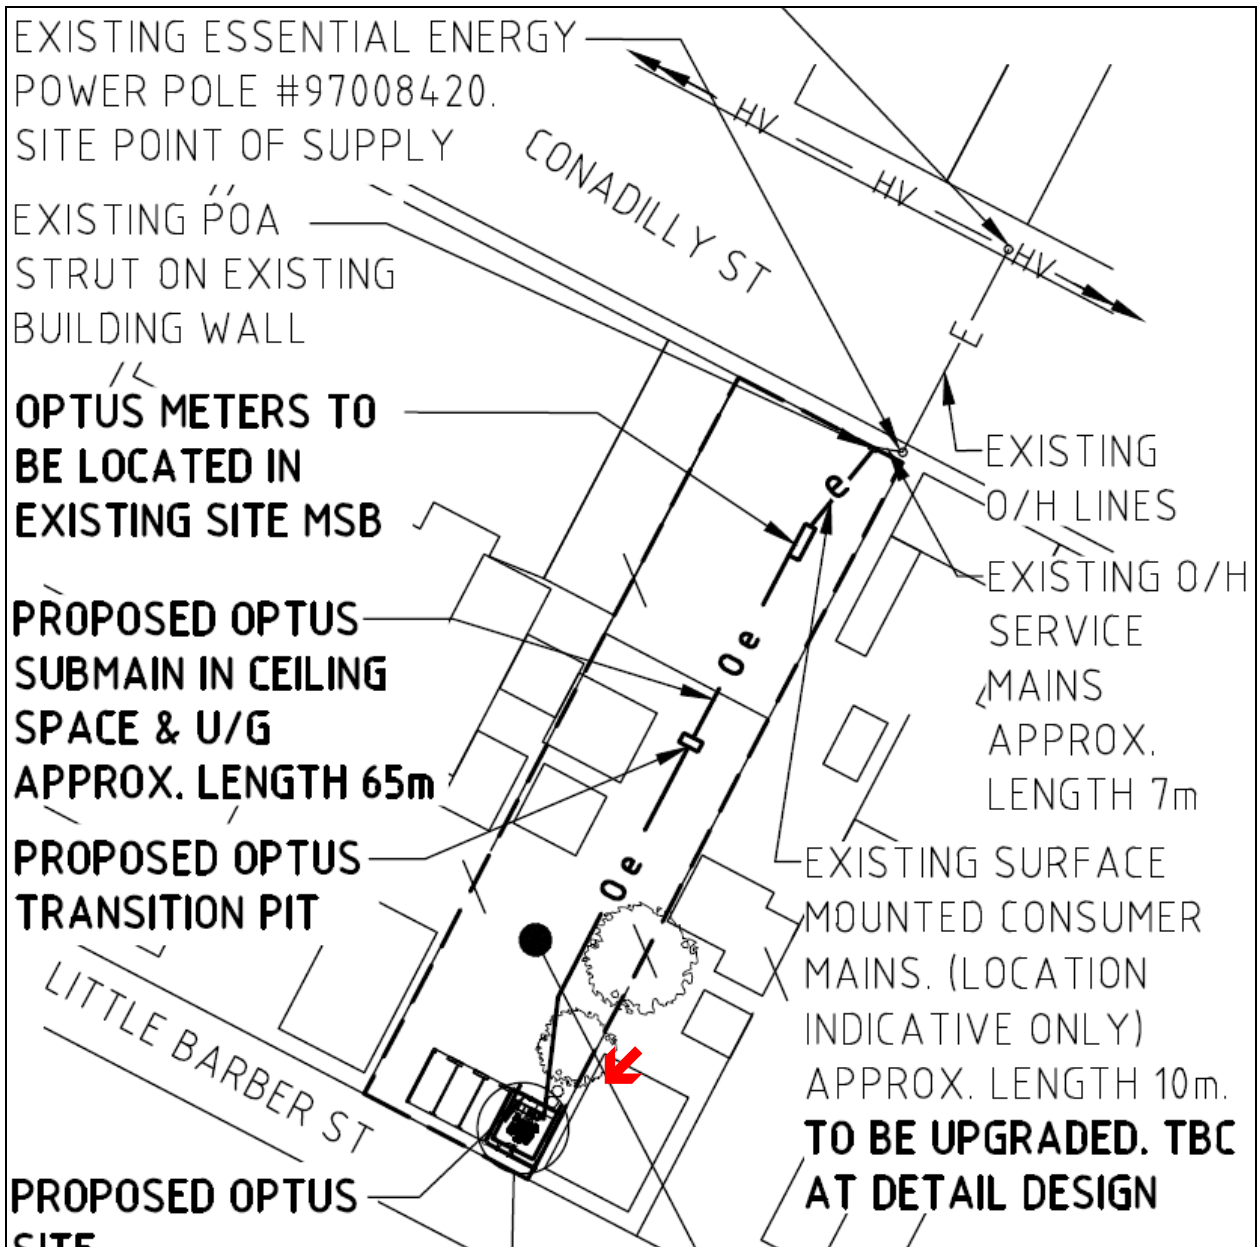 EXISTING ESSENTIAL ENERGY
POWER POLE #97008420.
SITE POINT OF SUPPLY
EXISTING POA
STRUT ON EXISTING
BUILDING WALL
OPTUS METERS TO
BE LOCATED IN
EXISTING SITE MSB
PROPOSED OPTUS
SUBMAIN IN CEILING
SPACE & U/G
APPROX. LENGTH 65m
PROPOSED OPTUS
TRANSITION PIT
LITTLE BARBER ST
PROPOSED OPTUS
SITE
CONADILLY ST
HV
HV
HV
E
e
Oe
Oe
EXISTING
O/H LINES
EXISTING O/H
SERVICE
MAINS
APPROX.
LENGTH 7m
EXISTING SURFACE
MOUNTED CONSUMER
MAINS. (LOCATION
INDICATIVE ONLY)
APPROX. LENGTH 10m.
TO BE UPGRADED. TBC
AT DETAIL DESIGN